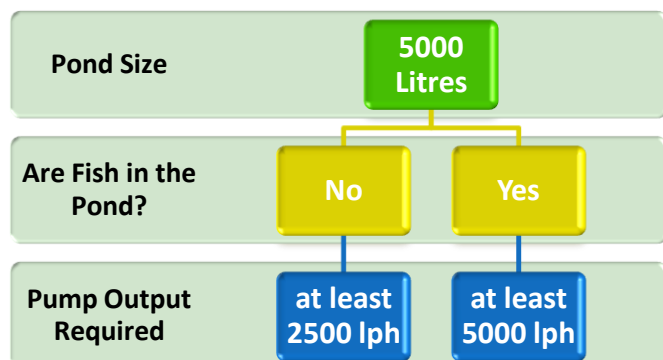 Pond Size
5000
Litres
Are Fish in the
Pond?
No
Yes
Pump Output
Required
at least
2500 lph
at least
5000 lph